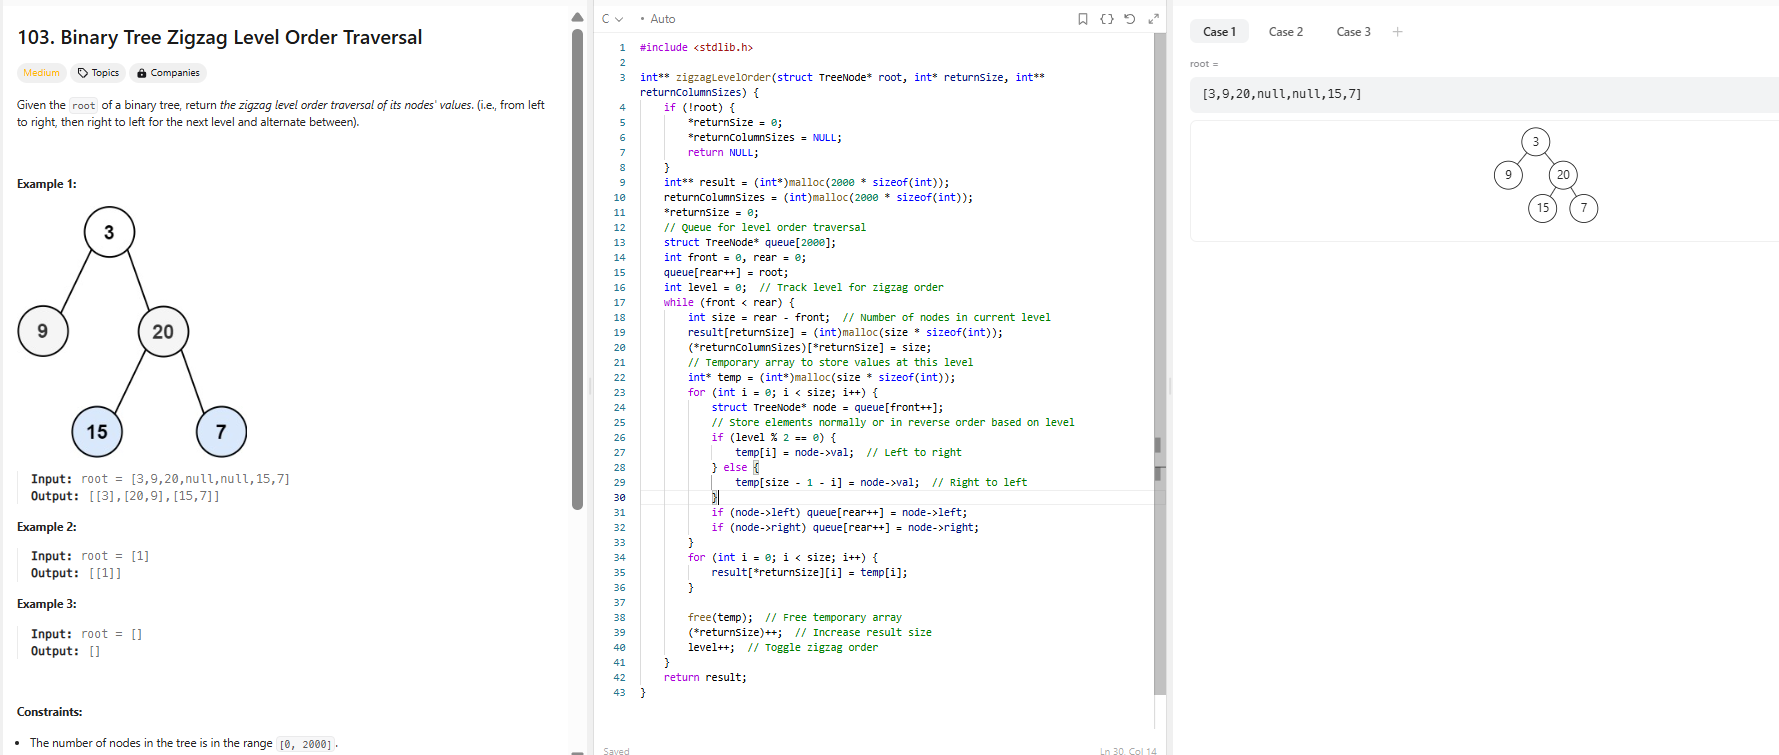 103. Binary Tree Zigzag Level Order Traversal
Medium Topics Companies
Given the root of a binary tree, return the zigzag level order traversal of its nodes' values. (i.e., from left
to right, then right to left for the next level and alternate between).
Example 1:
3
9 20
15 7
Input: root = [3,9,20,null,null,15,7]
Output: [[3],[20,9],[15,7]]
Example 2:
Input: root = [1]
Output: [[1]]
Example 3:
Input: root = []
Output: []
Constraints:
• The number of nodes in the tree is in the range [0, 2000].
C • Auto {}
1 #include <stdlib.h>
2
3 int** zigzagLevelOrder(struct TreeNode* root, int* returnSize, int**
returnColumnSizes) {
4 if (!root) {
5 *returnSize = 0;
6 *returnColumnSizes = NULL;
7 return NULL;
8 }
9 int** result = (int*)malloc(2000 * sizeof(int));
10 returnColumnSizes = (int)malloc(2000 * sizeof(int));
11 *returnSize = 0;
12 // Queue for level order traversal
13 struct TreeNode* queue[2000];
14 int front = 0, rear = 0;
15 queue[rear++] = root;
16 int level = 0;  // Track level for zigzag order
17 while (front < rear) {
18 int size = rear - front;  // Number of nodes in current level
19 result[returnSize] = (int)malloc(size * sizeof(int));
20 (*returnColumnSizes)[*returnSize] = size;
21 // Temporary array to store values at this level
22 int* temp = (int*)malloc(size * sizeof(int));
23 for (int i = 0; i < size; i++) {
24 struct TreeNode* node = queue[front++];
25 // Store elements normally or in reverse order based on level
26 if (level % 2 == 0) {
27 temp[i] = node->val;  // Left to right
28 } else {
29 temp[size - 1 - i] = node->val;  // Right to left
30 }
31 if (node->left) queue[rear++] = node->left;
32 if (node->right) queue[rear++] = node->right;
33 }
34 for (int i = 0; i < size; i++) {
35 result[*returnSize][i] = temp[i];
36 }
37
38 free(temp);  // Free temporary array
39 (*returnSize)++;  // Increase result size
40 level++;  // Toggle zigzag order
41 }
42 return result;
43 }
Saved Ln 30, Col 14
Case 1 Case 2 Case 3 +
root =
[3,9,20,null,null,15,7]
3
9 20
15 7